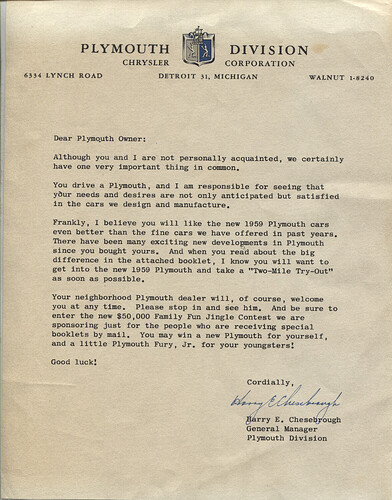 PLYMOUTH DIVISION
CHRYSLER CORPORATION
6334 LYNCH ROAD DETROIT 31, MICHIGAN WALNUT 1-8240
Dear Plymouth Owner:
Although you and I are not personally acquainted, we certainly
have one very important thing in common.
You drive a Plymouth, and I am responsible for seeing that
your needs and desires are not only anticipated but satisfied
in the cars we design and manufacture.
Frankly, I believe you will like the new 1959 Plymouth cars
even better than the fine cars we have offered in past years.
There have been many exciting new developments in Plymouth
since you bought yours. And when you read about the big
difference in the attached booklet, I know you will want to
get into the new 1959 Plymouth and take a "Two-Mile Try-Out"
as soon as possible.
Your neighborhood Plymouth dealer will, of course, welcome
you at any time. Please stop in and see him. And be sure to
enter the new $50,000 Family Fun Jingle Contest we are
sponsoring just for the people who are receiving special
booklets by mail. You may win a new Plymouth for yourself,
and a little Plymouth Fury, Jr. for your youngsters!
Good luck!
Cordially,
Harry E Chesebrough
Harry E. Chesebrough
General Manager
Plymouth Division